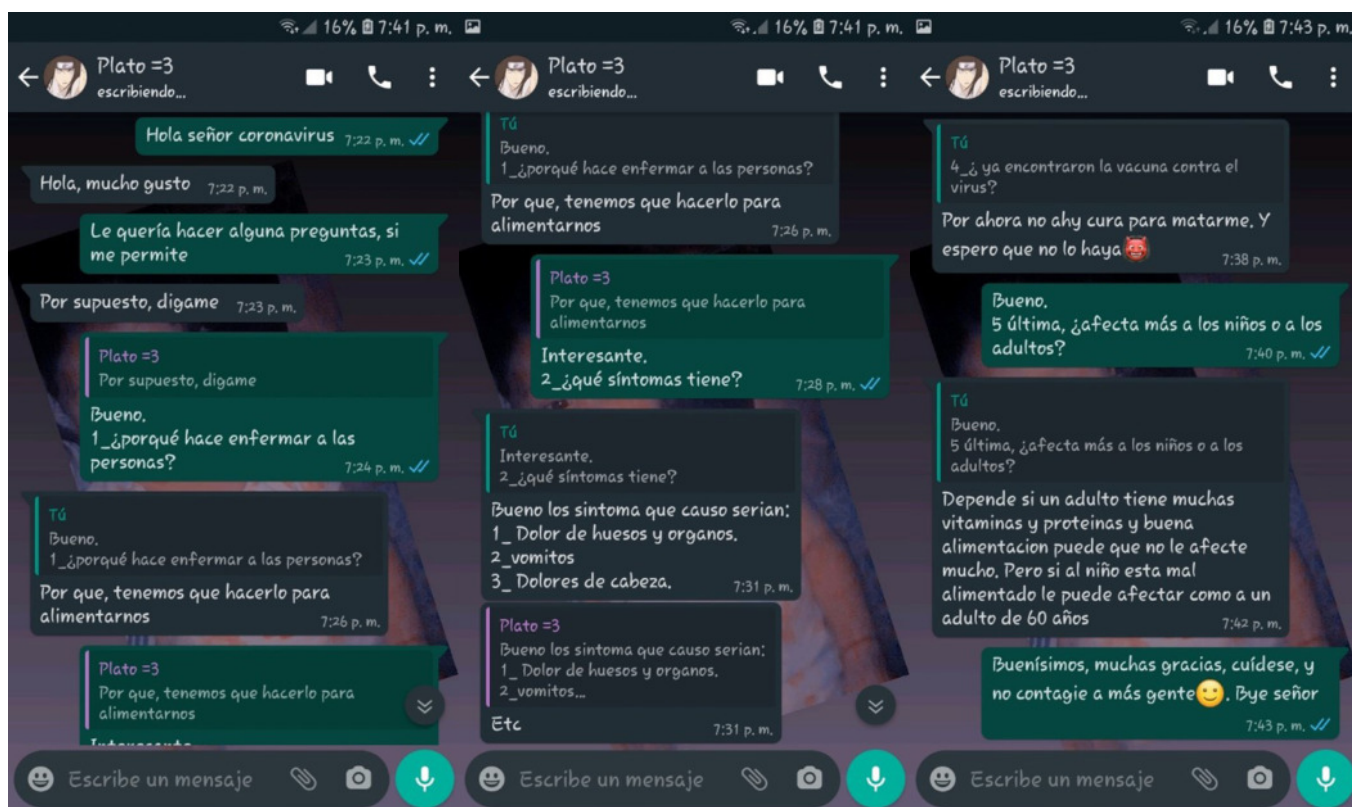 16% 7:41 p. m.
Plato =3
escribiendo...
Hola señor coronavirus 7:22 p. m.
Hola, mucho gusto 7:22 p. m.
Le quería hacer alguna preguntas, si
me permite 7:23 p. m.
Por supuesto, digame 7:23 p. m.
Plato =3
Por supuesto, digame
Bueno.
1_¿porqué hace enfermar a las
personas? 7:24 p. m.
Tú
Bueno.
1_¿porqué hace enfermar a las personas?
Por que, tenemos que hacerlo para
alimentarnos 7:26 p. m.
Plato =3
Por que, tenemos que hacerlo para
alimentarnos
Interesante.
Escribe un mensaje
16% 7:41 p. m.
Plato =3
escribiendo...
Tú
Bueno.
1_¿porqué hace enfermar a las personas?
Por que, tenemos que hacerlo para
alimentarnos 7:26 p. m.
Plato =3
Por que, tenemos que hacerlo para
alimentarnos
Interesante.
2_¿qué síntomas tiene? 7:28 p. m.
Tú
Interesante.
2_¿qué síntomas tiene?
Bueno los sintoma que causo serian:
1_ Dolor de huesos y organos.
2_vomitos
3_ Dolores de cabeza. 7:31 p. m.
Plato =3
Bueno los sintoma que causo serian:
1_ Dolor de huesos y organos.
2_vomitos...
Etc 7:31 p. m.
Escribe un mensaje
16% 7:43 p. m.
Plato =3
escribiendo...
Tú
4_¿ ya encontraron la vacuna contra el
virus?
Por ahora no ahy cura para matarme. Y
espero que no lo haya👹 7:38 p. m.
Bueno.
5 última, ¿afecta más a los niños o a los
adultos? 7:40 p. m.
Tú
Bueno.
5 última, ¿afecta más a los niños o a los
adultos?
Depende si un adulto tiene muchas
vitaminas y proteinas y buena
alimentacion puede que no le afecte
mucho. Pero si al niño esta mal
alimentado le puede afectar como a un
adulto de 60 años 7:42 p. m.
Buenísimos, muchas gracias, cuídese, y
no contagie a más gente🙂. Bye señor
7:43 p. m.
Escribe un mensaje